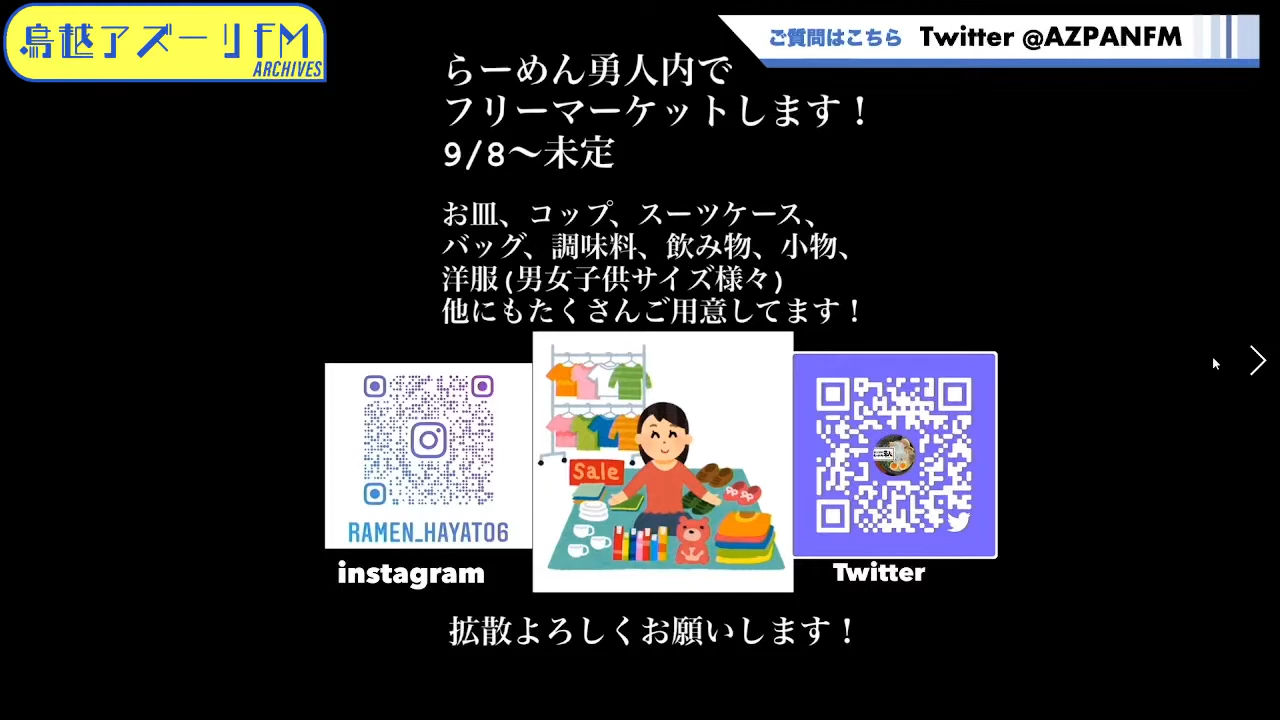 鳥越アズーリFM
ARCHIVES
ご質問はこちら Twitter @AZPANFM
らーめん勇人内で
フリーマーケットします！
9/8～未定
お皿、コップ、スーツケース、
バッグ、調味料、飲み物、小物、
洋服(男女子供サイズ様々)
他にもたくさんご用意してます！
Sale
RAMEN_HAYATO6
instagram
Twitter
拡散よろしくお願いします！